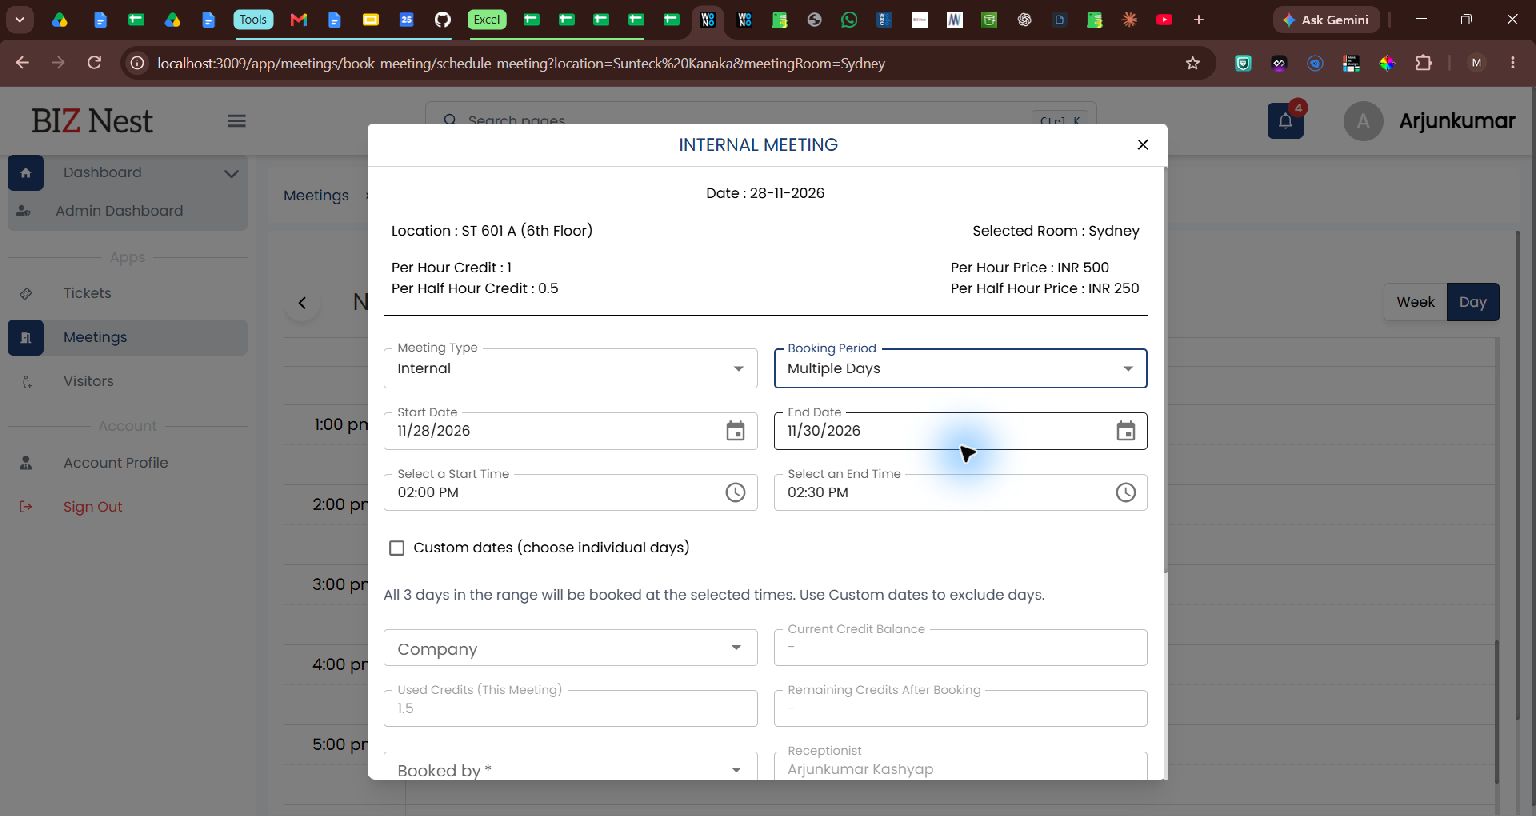 Tools
Excel
Ask Gemini
localhost:3009/app/meetings/book-meeting/schedule-meeting?location=Sunteck%20Kanaka&meetingRoom=Sydney
M
BIZ Nest
Search pages
Ctrl K
4
A
Arjunkumar
Dashboard
Admin Dashboard
Apps
Tickets
Meetings
Visitors
Account
Account Profile
Sign Out
Meetings
N
Week
Day
1:00 pm
2:00 pm
3:00 pm
4:00 pm
5:00 pm
INTERNAL MEETING
Date : 28-11-2026
Location : ST 601 A (6th Floor)
Selected Room : Sydney
Per Hour Credit : 1
Per Hour Price : INR 500
Per Half Hour Credit : 0.5
Per Half Hour Price : INR 250
Meeting Type
Internal
Booking Period
Multiple Days
Start Date
11/28/2026
End Date
11/30/2026
Select a Start Time
02:00 PM
Select an End Time
02:30 PM
Custom dates (choose individual days)
All 3 days in the range will be booked at the selected times. Use Custom dates to exclude days.
Company
Current Credit Balance
-
Used Credits (This Meeting)
1.5
Remaining Credits After Booking
-
Booked by *
Receptionist
Arjunkumar Kashyap